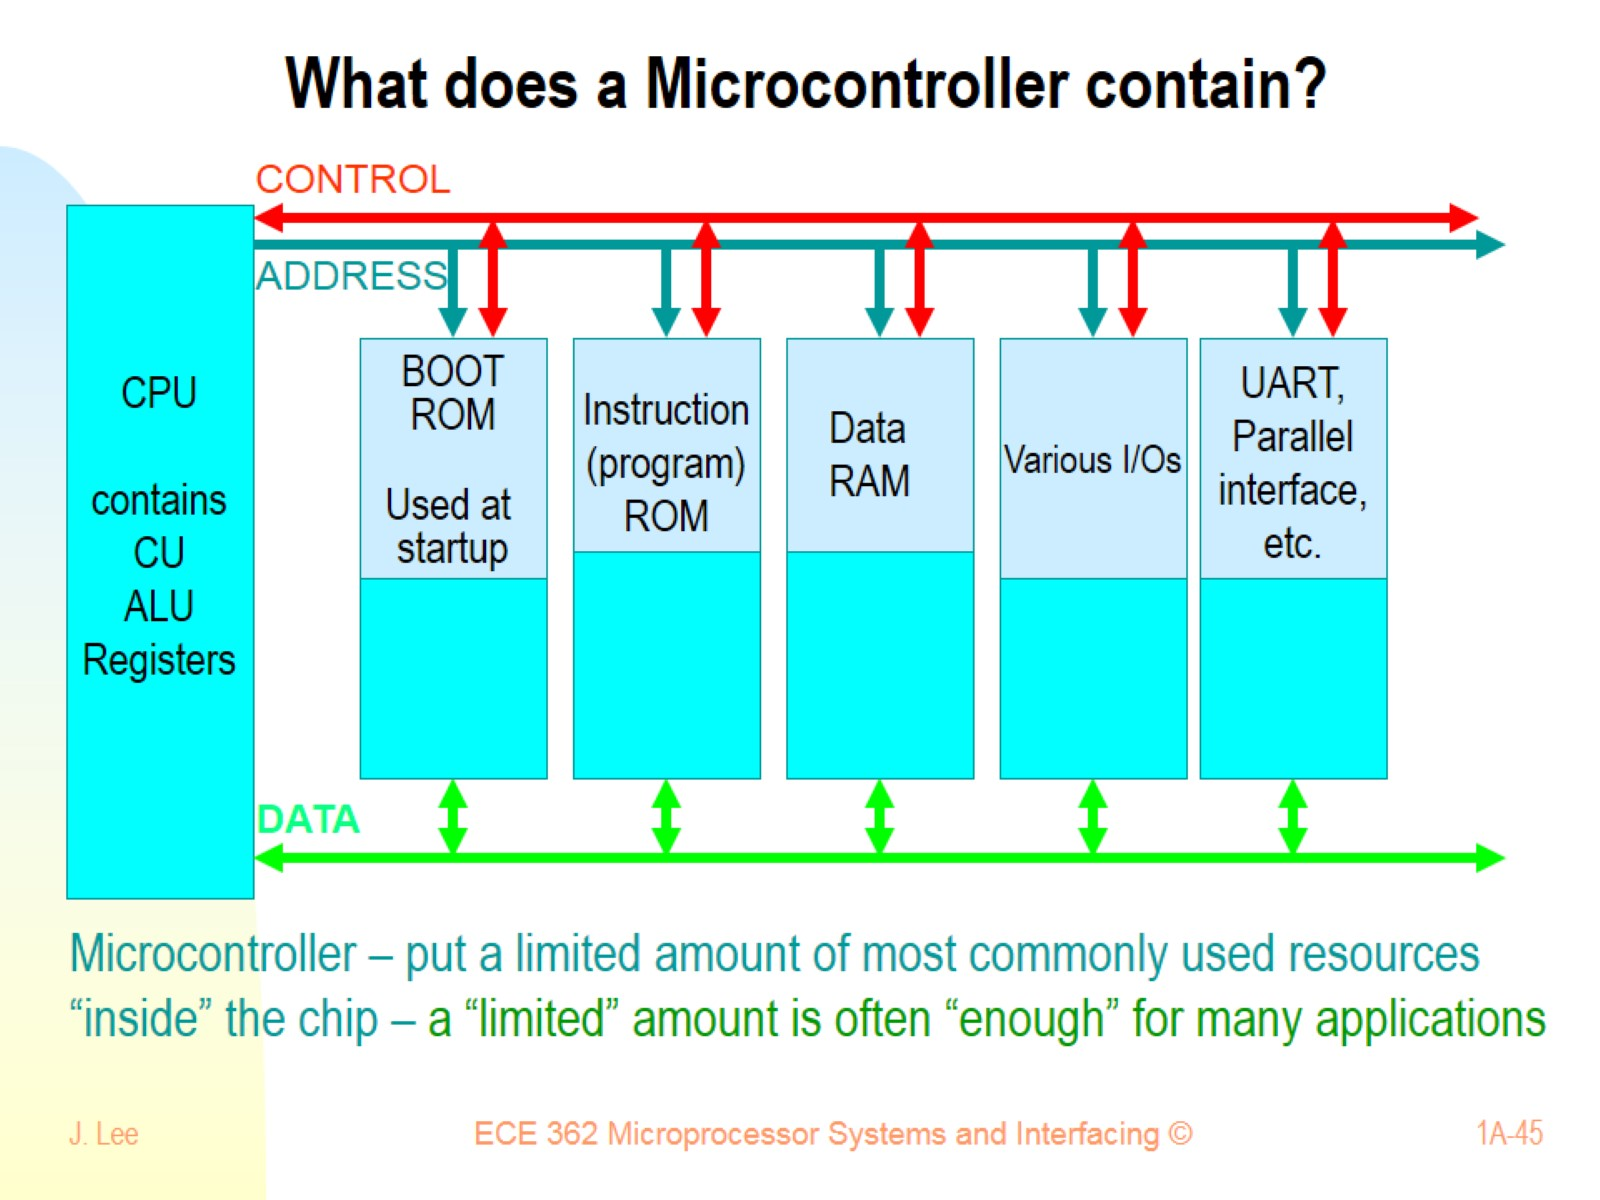 What does a Microcontroller contain?
CONTROL
ADDRESS
CPU
contains
CU
ALU
Registers
BOOT
ROM
Used at
startup
Instruction
(program)
ROM
Data
RAM
Various I/Os
UART,
Parallel
interface,
etc.
DATA
Microcontroller – put a limited amount of most commonly used resources
“inside” the chip – a “limited” amount is often “enough” for many applications
J. Lee
ECE 362 Microprocessor Systems and Interfacing ©
1A-45